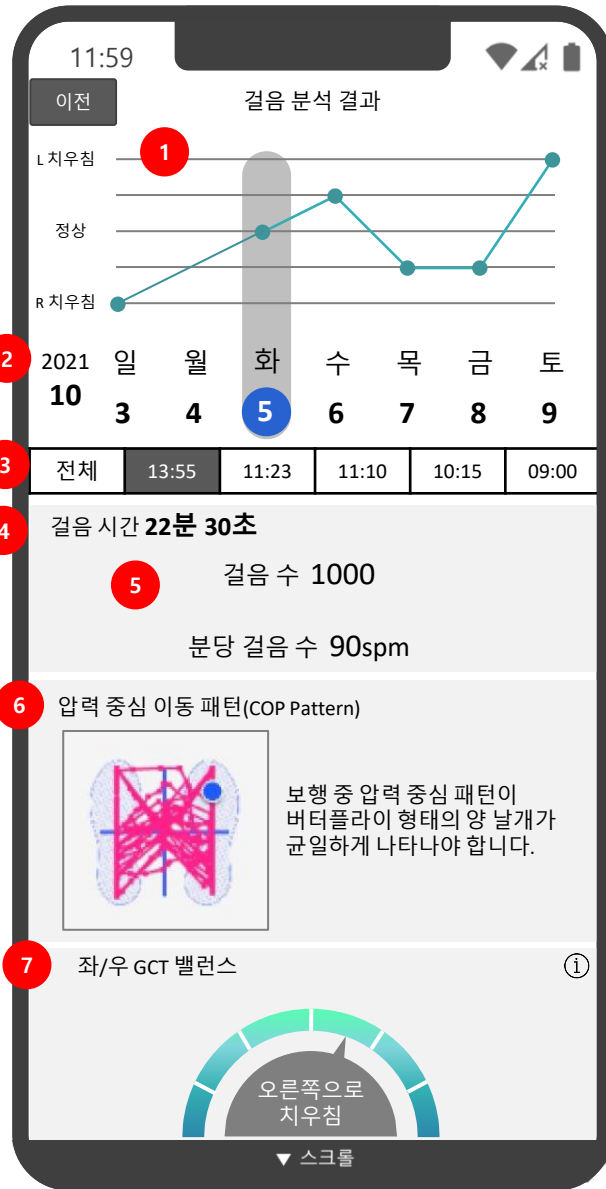 11:59
이전
걸음 분석 결과
1
L 치우침
정상
R 치우침
2
2021
10
일 월 화 수 목 금 토
3 4 5 6 7 8 9
3
전체 13:55 11:23 11:10 10:15 09:00
4
걸음 시간 22분 30초
5
걸음 수 1000
분당 걸음 수 90spm
6
압력 중심 이동 패턴(COP Pattern)
보행 중 압력 중심 패턴이
버터플라이 형태의 양 날개가
균일하게 나타나야 합니다.
7
좌/우 GCT 밸런스
i
오른쪽으로
치우침
▼ 스크롤